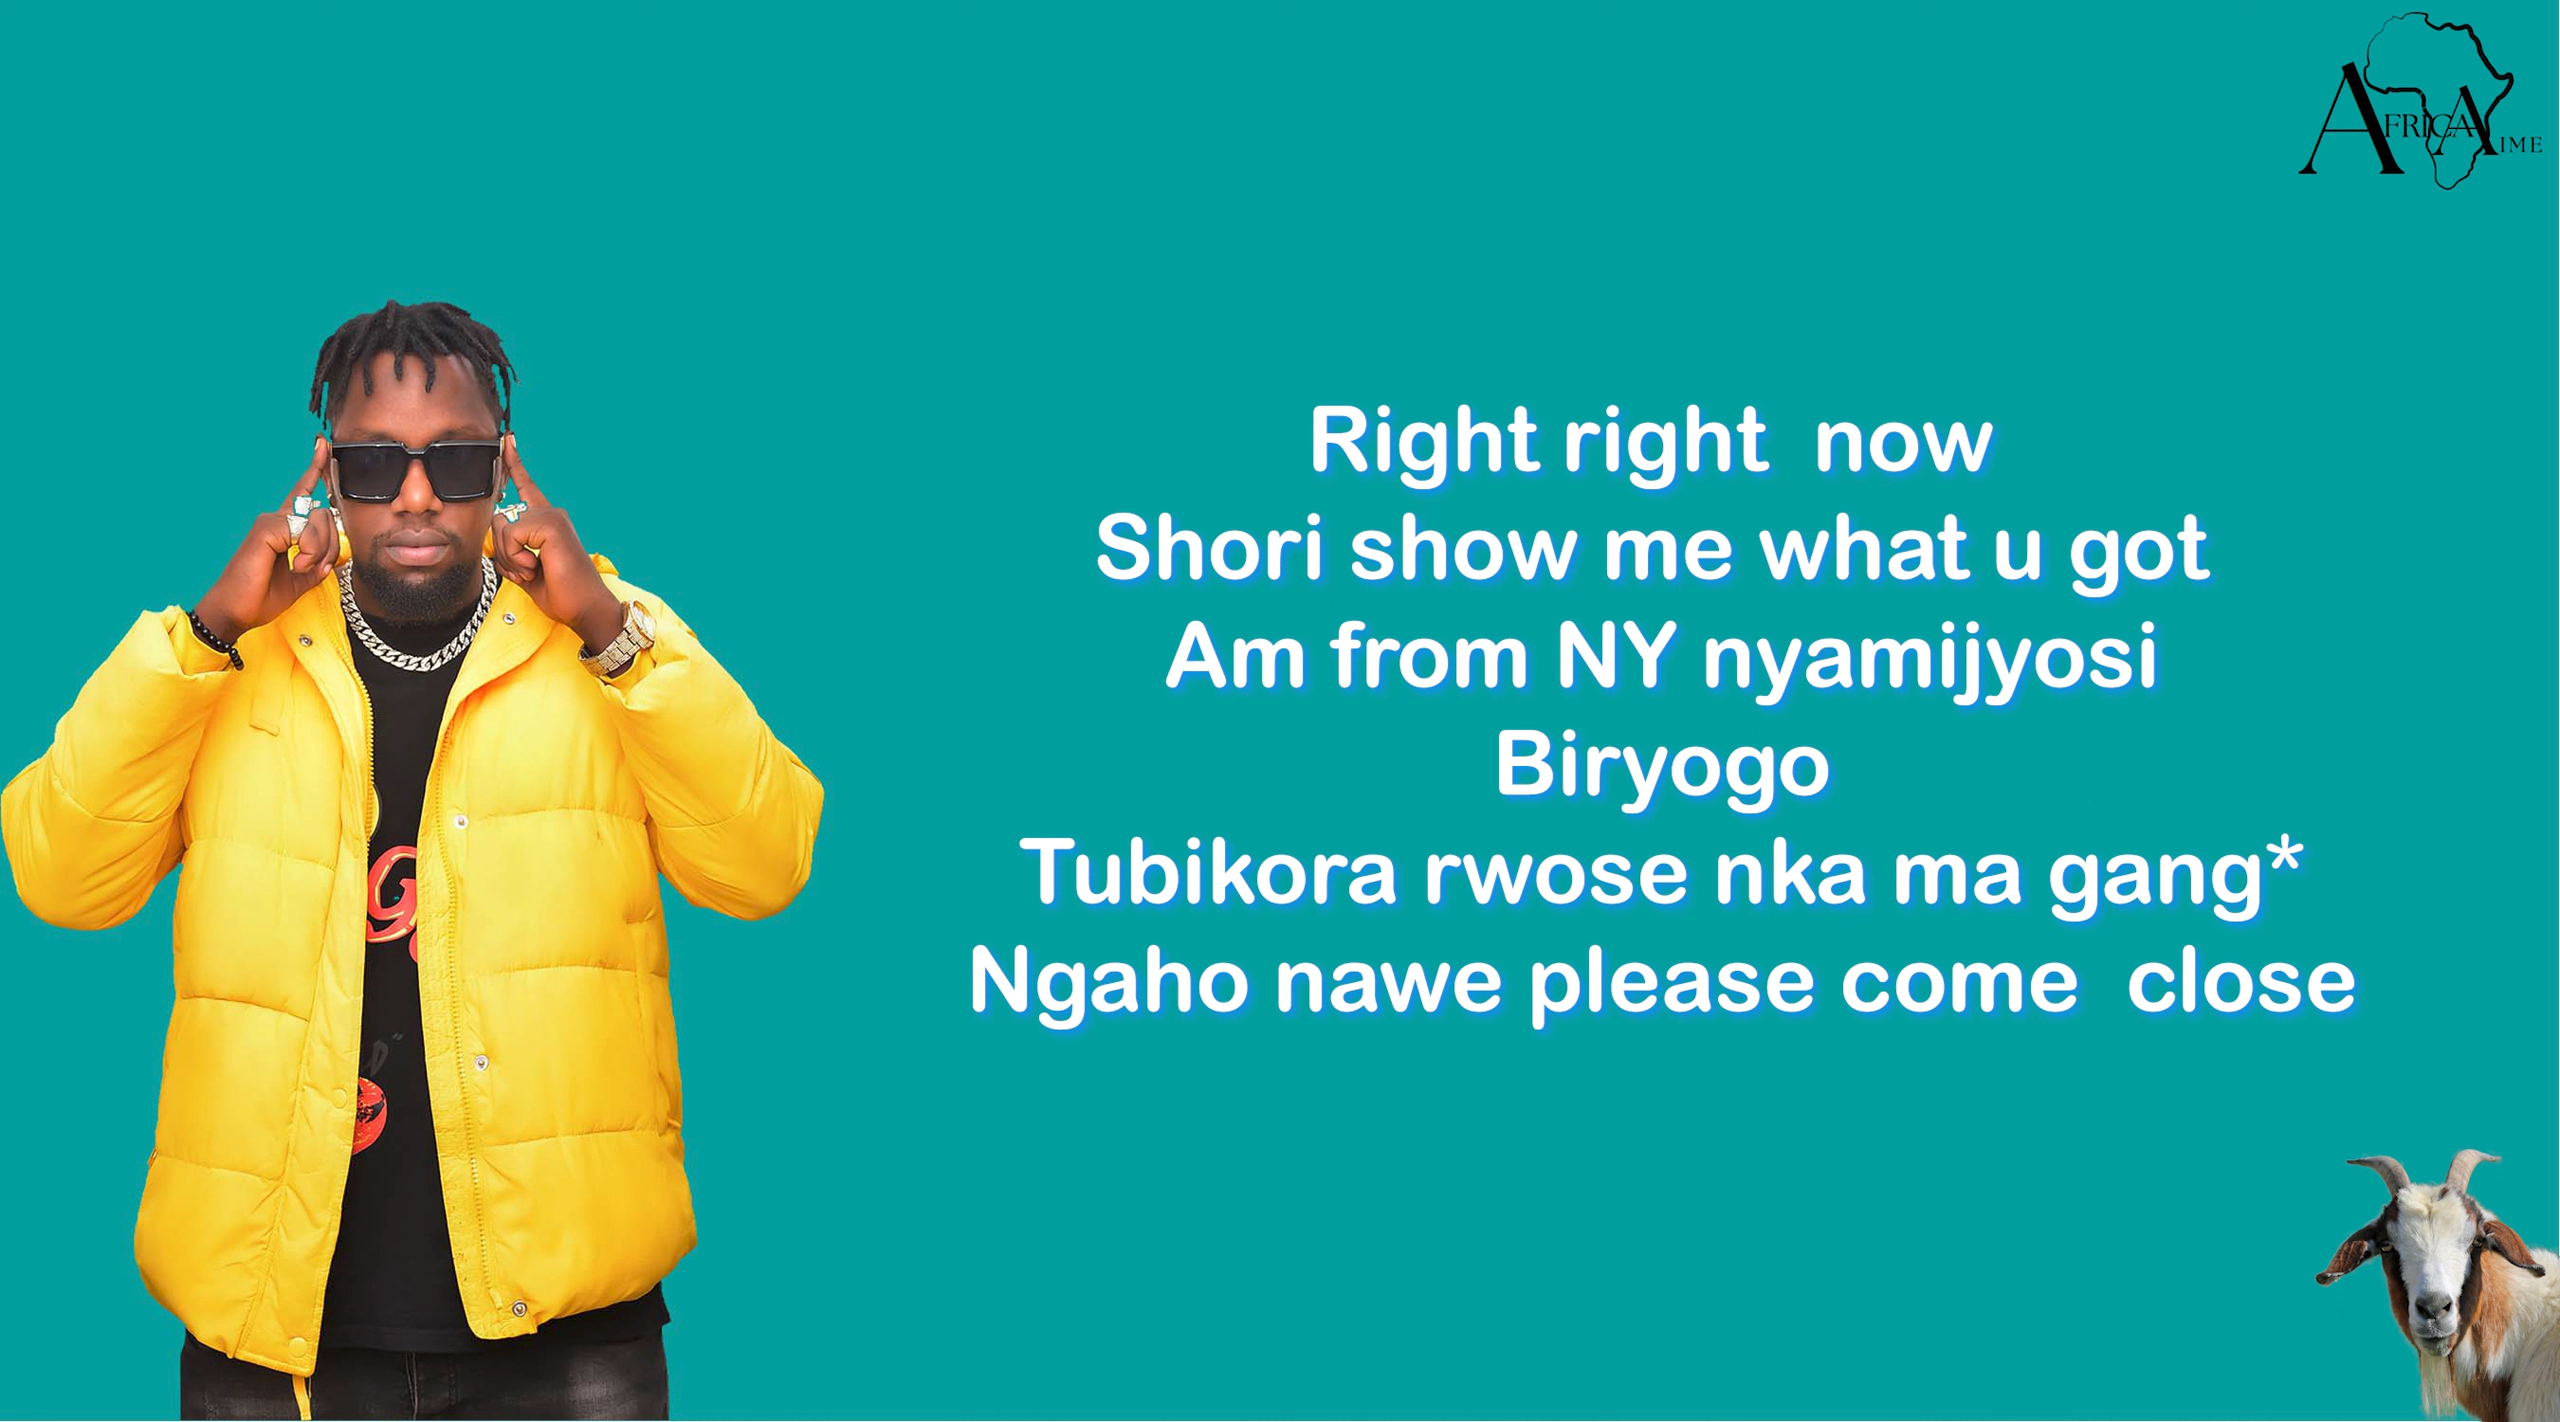 AFRICA AIME
Right right now
Shori show me what u got
Am from NY nyamijyosi
Biryogo
Tubikora rwose nka ma gang*
Ngaho nawe please come close